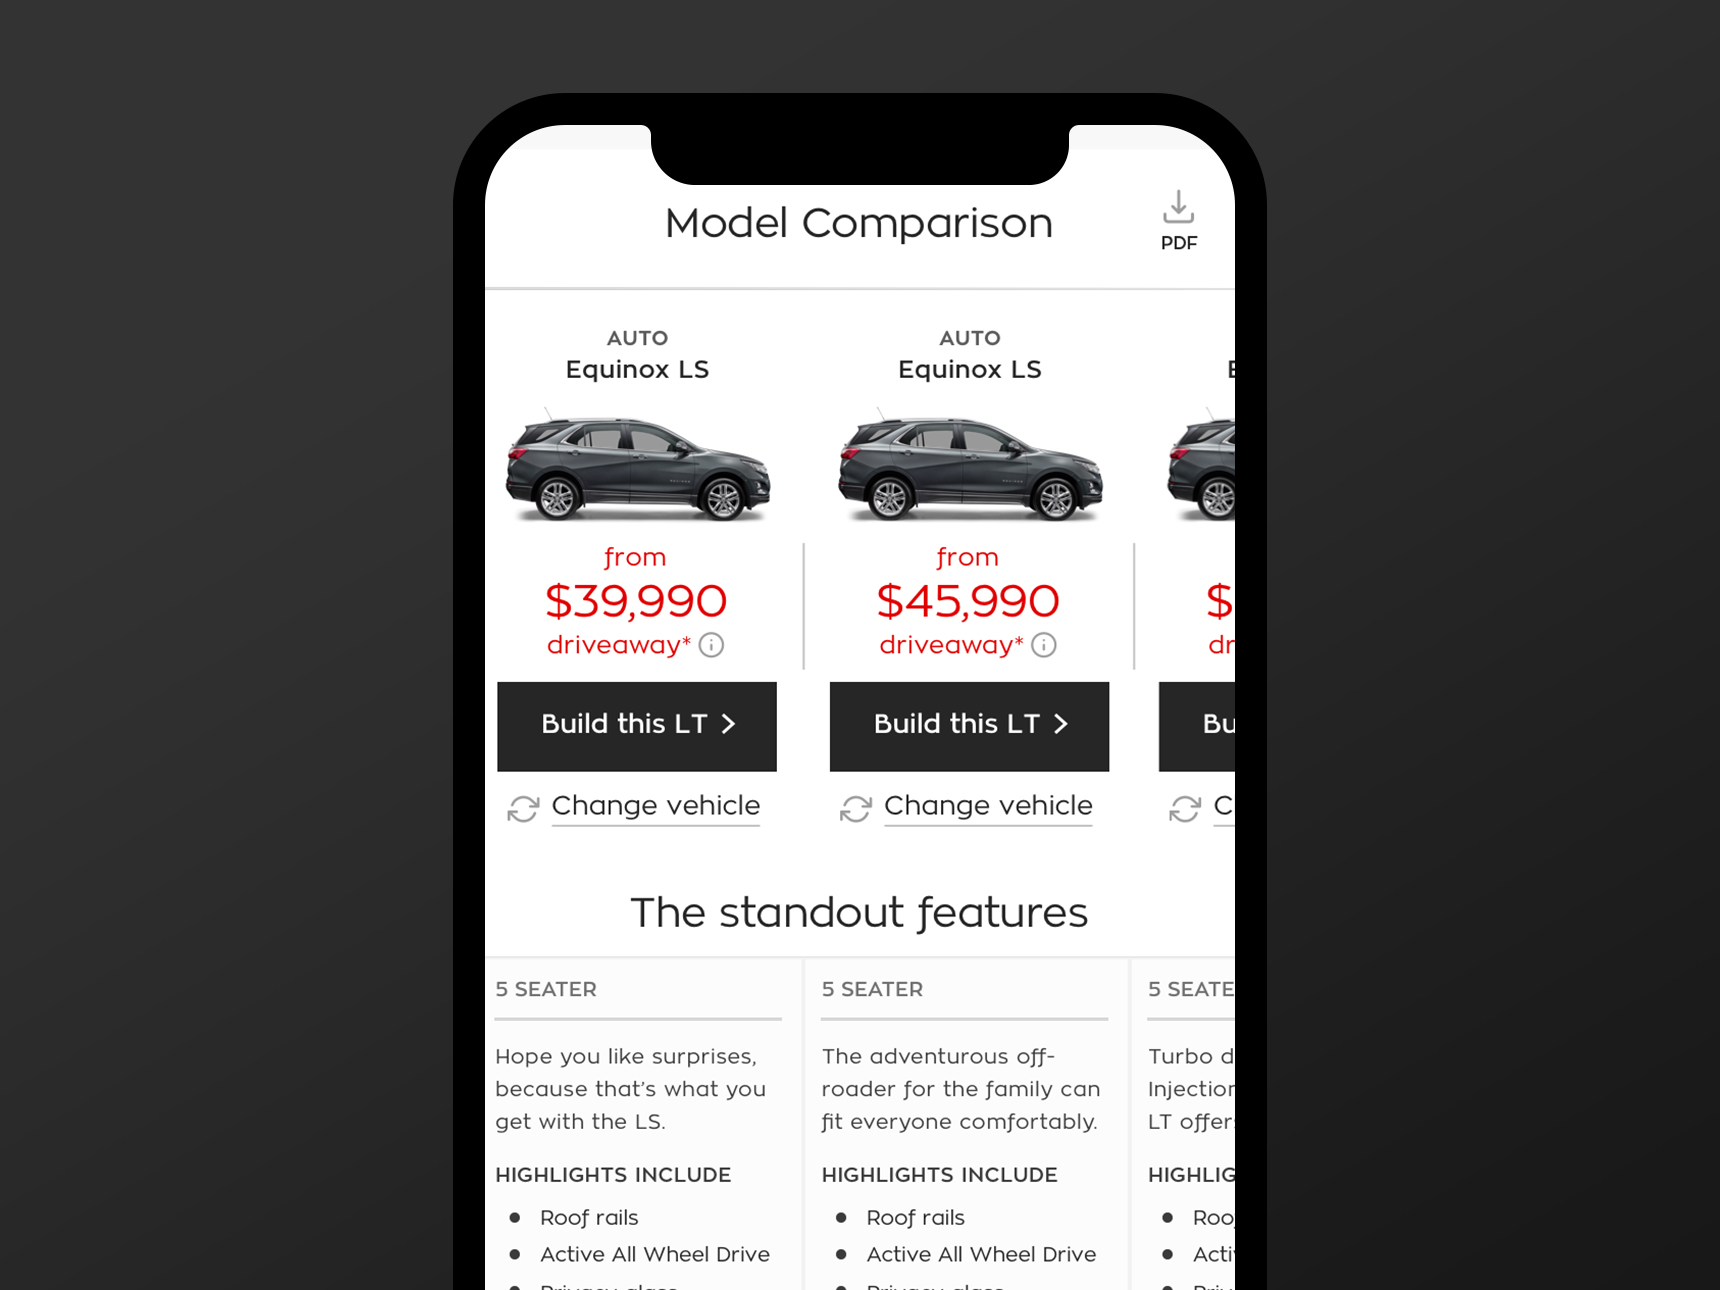 Model Comparison
PDF
AUTO
Equinox LS
from
$39,990
driveaway*
Build this LT
Change vehicle
AUTO
Equinox LS
from
$45,990
driveaway*
Build this LT
Change vehicle
$
dr
Bu
C
The standout features
5 SEATER
Hope you like surprises,
because that's what you
get with the LS.
HIGHLIGHTS INCLUDE
• Roof rails
• Active All Wheel Drive
5 SEATER
The adventurous off-
roader for the family can
fit everyone comfortably.
HIGHLIGHTS INCLUDE
• Roof rails
• Active All Wheel Drive
5 SEATE
Turbo d
Injection
LT offers
HIGHLIG
• Roo
• Acti